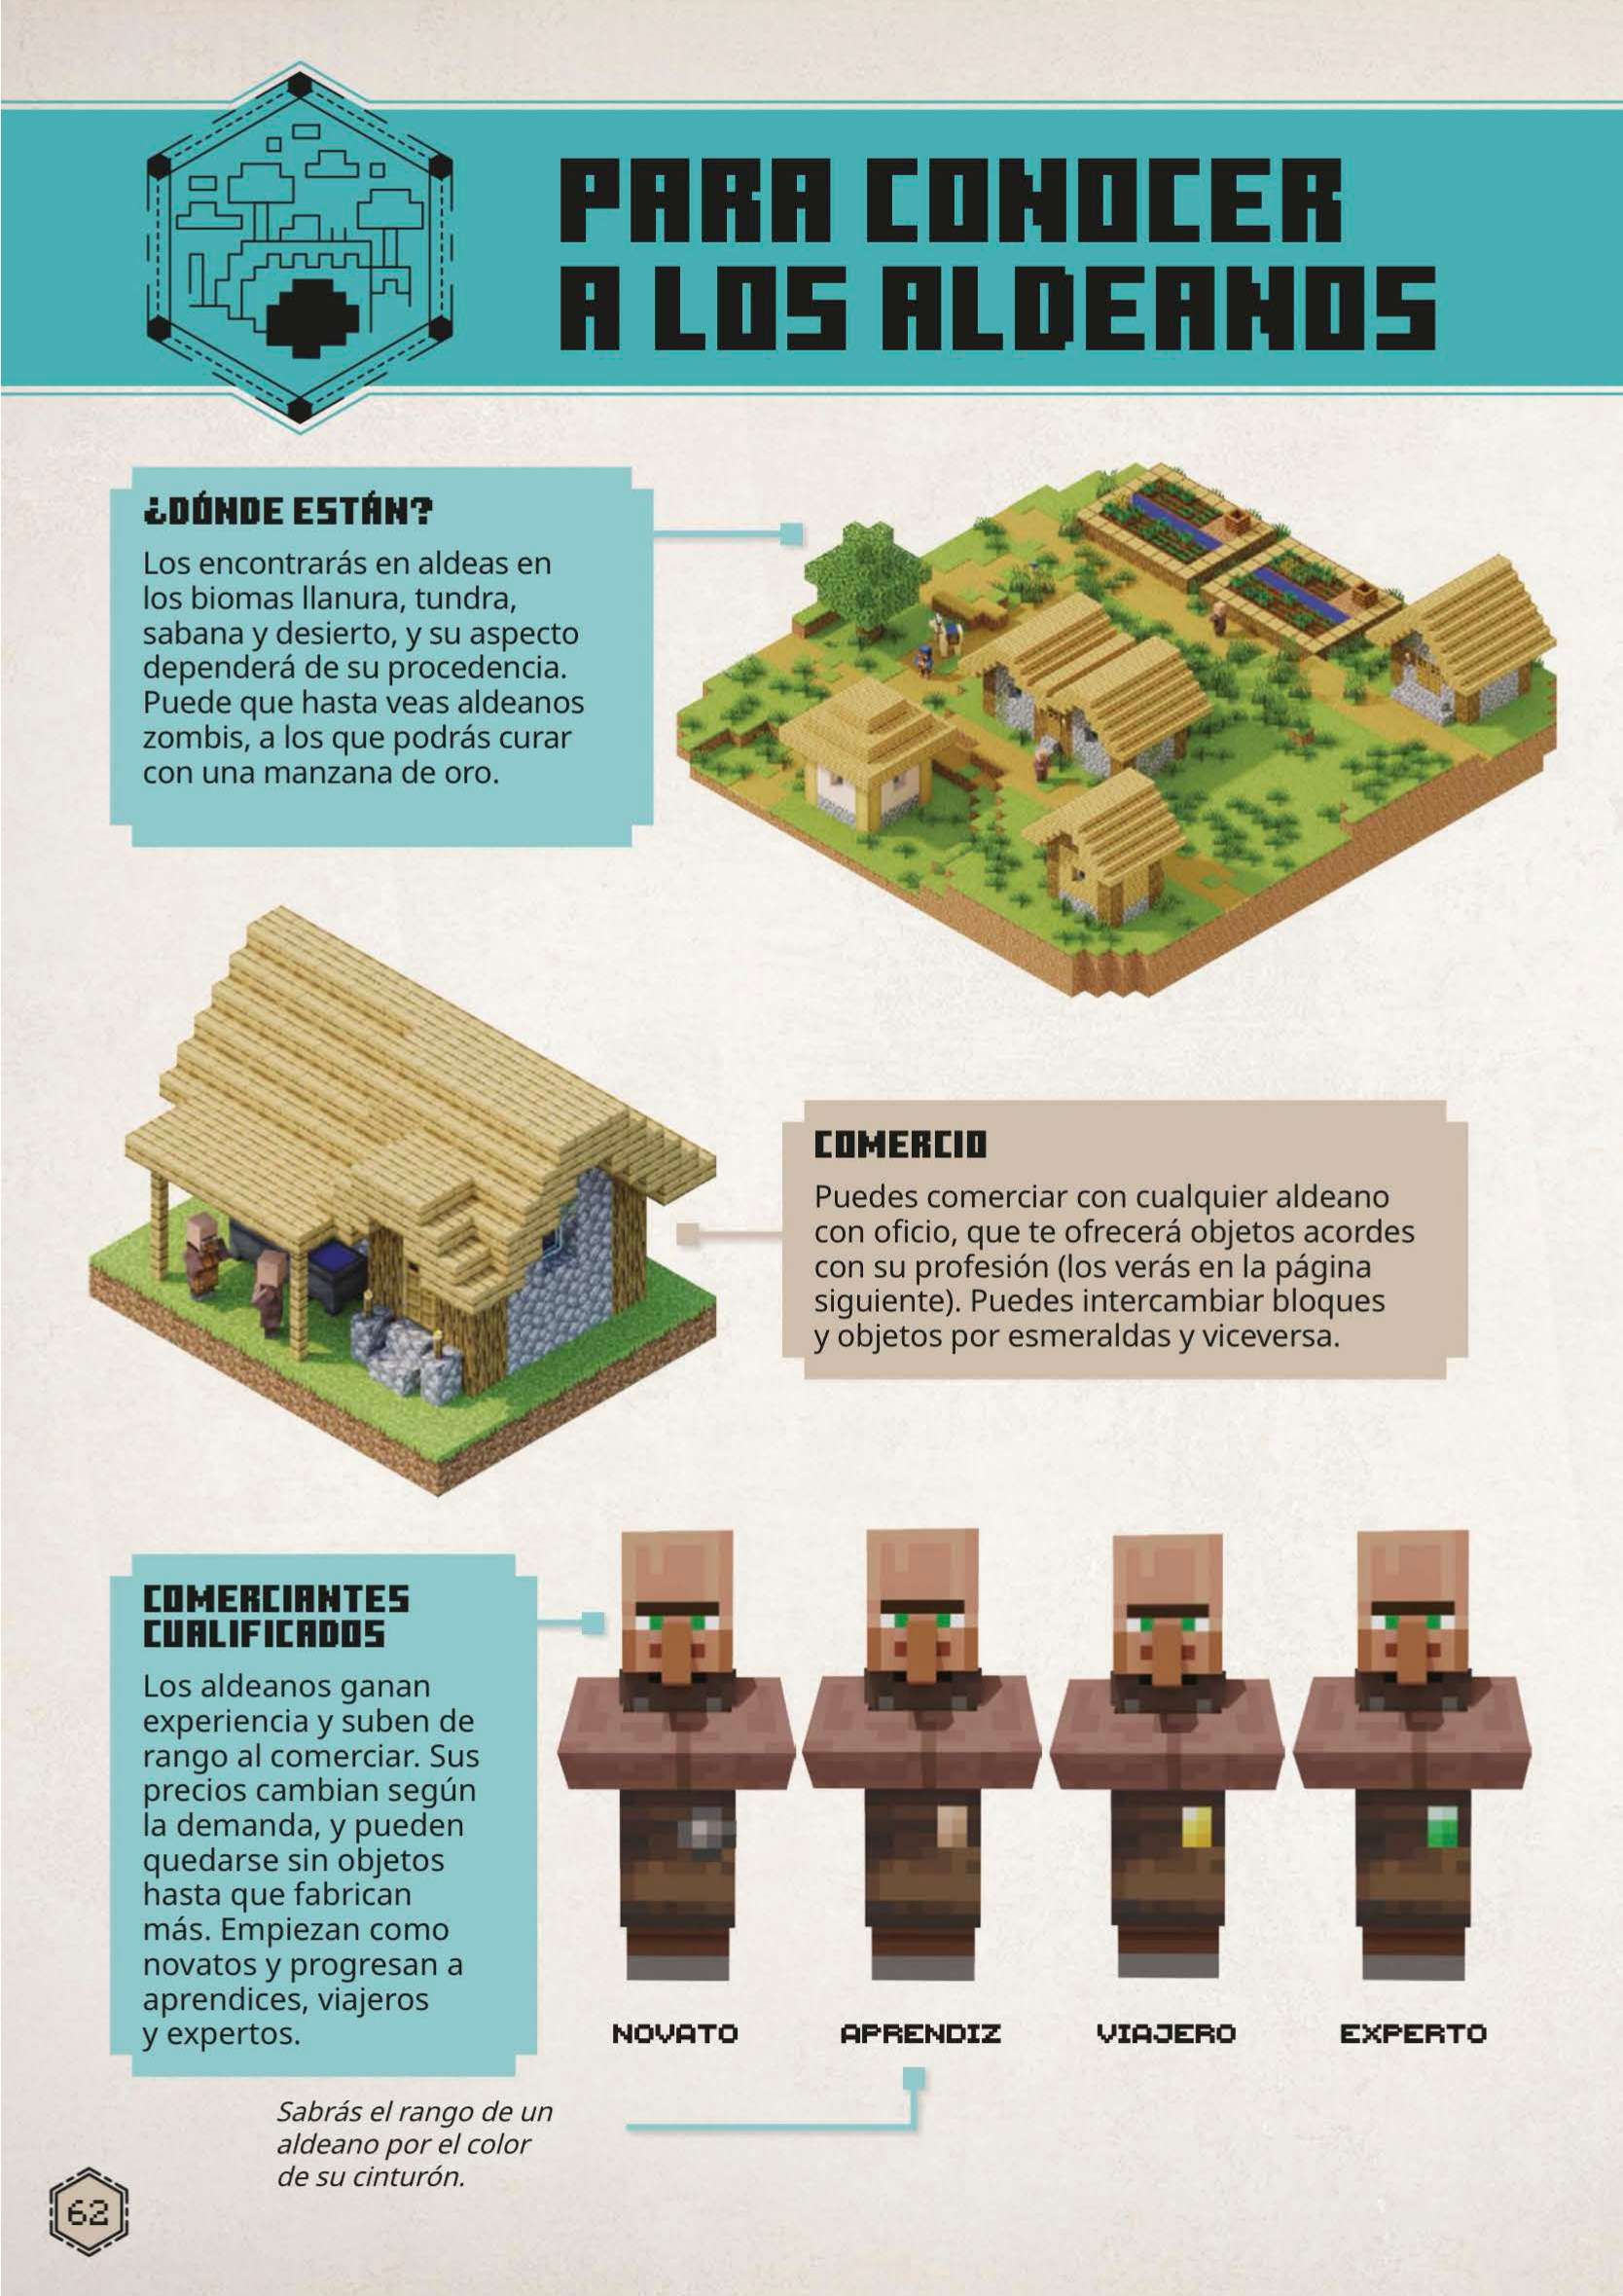 PARA CONOCER
A LOS ALDEANOS
¿DÓNDE ESTÁN?
Los encontrarás en aldeas en
los biomas llanura, tundra,
sabana y desierto, y su aspecto
dependerá de su procedencia.
Puede que hasta veas aldeanos
zombis, a los que podrás curar
con una manzana de oro.
COMERCIO
Puedes comerciar con cualquier aldeano
con oficio, que te ofrecerá objetos acordes
con su profesión (los verás en la página
siguiente). Puedes intercambiar bloques
y objetos por esmeraldas y viceversa.
COMERCIANTES
CUALIFICADOS
Los aldeanos ganan
experiencia y suben de
rango al comerciar. Sus
precios cambian según
la demanda, y pueden
quedarse sin objetos
hasta que fabrican
más. Empiezan como
novatos y progresan a
aprendices, viajeros
y expertos.
NOVATO
APRENDIZ
VIAJERO
EXPERTO
Sabrás el rango de un
aldeano por el color
de su cinturón.
62